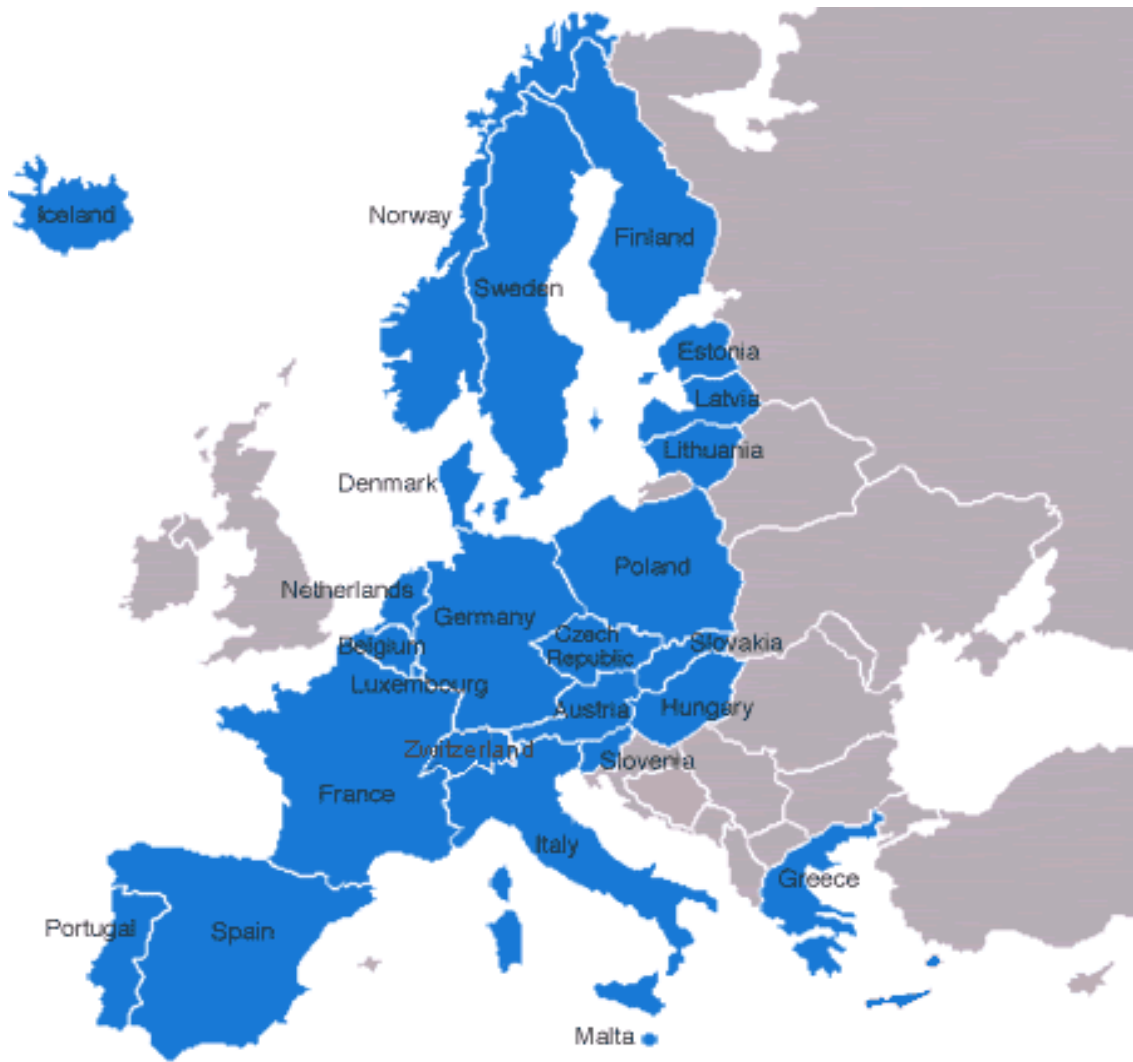 Iceland
Norway
Finland
Sweden
Estonia
Latvia
Lithuania
Denmark
Poland
Netherlands
Germany
Belgium
Czech
Republic
Slovakia
Luxembourg
Austria
Hungary
Zwitzerland
Slovenia
France
Italy
Greece
Portugal
Spain
Malta